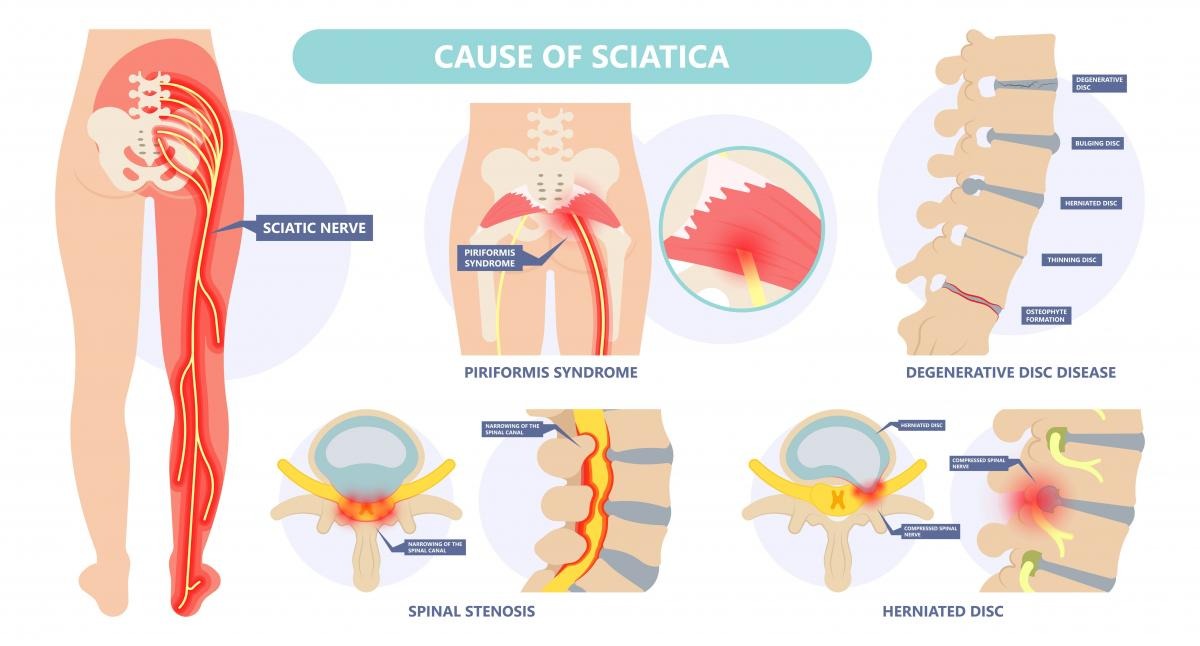 CAUSE OF SCIATICA
SCIATIC NERVE
PIRIFORMIS
SYNDROME
PIRIFORMIS SYNDROME
DEGENERATIVE
DISC
BULGING DISC
HERNIATED DISC
THINNING DISC
OSTEOPHYTE
FORMATION
DEGENERATIVE DISC DISEASE
NARROWING OF THE
SPINAL CANAL
NARROWING OF THE
SPINAL CANAL
SPINAL STENOSIS
HERNIATED DISC
COMPRESSED SPINAL
NERVE
COMPRESSED SPINAL
NERVE
HERNIATED DISC